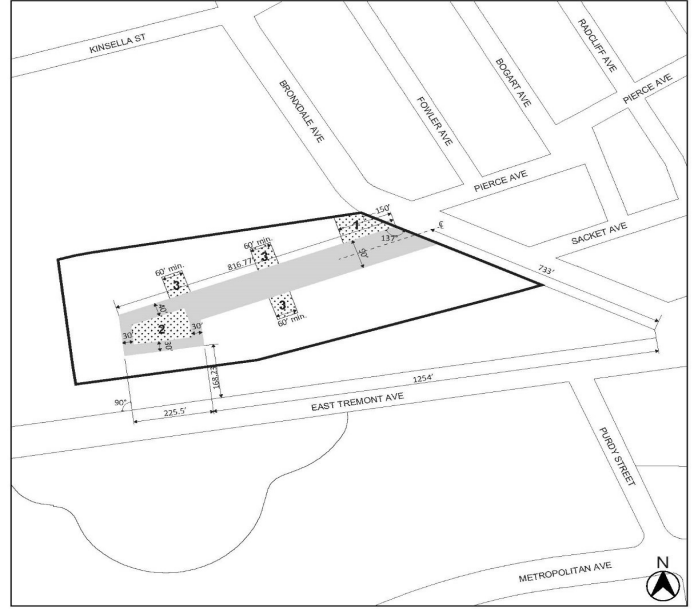 KINSELLA ST
BRONXDALE AVE
FOWLER AVE
BOGART AVE
RADCLIFF AVE
PIERCE AVE
PIERCE AVE
SACKET AVE
150'
1
137'
60' min.
3
816.77'
60' min.
3
3
60' min.
733'
40'
2
30'
30'
30'
168.23'
90°
225.5'
1254'
EAST TREMONT AVE
PURDY STREET
METROPOLITAN AVE
N